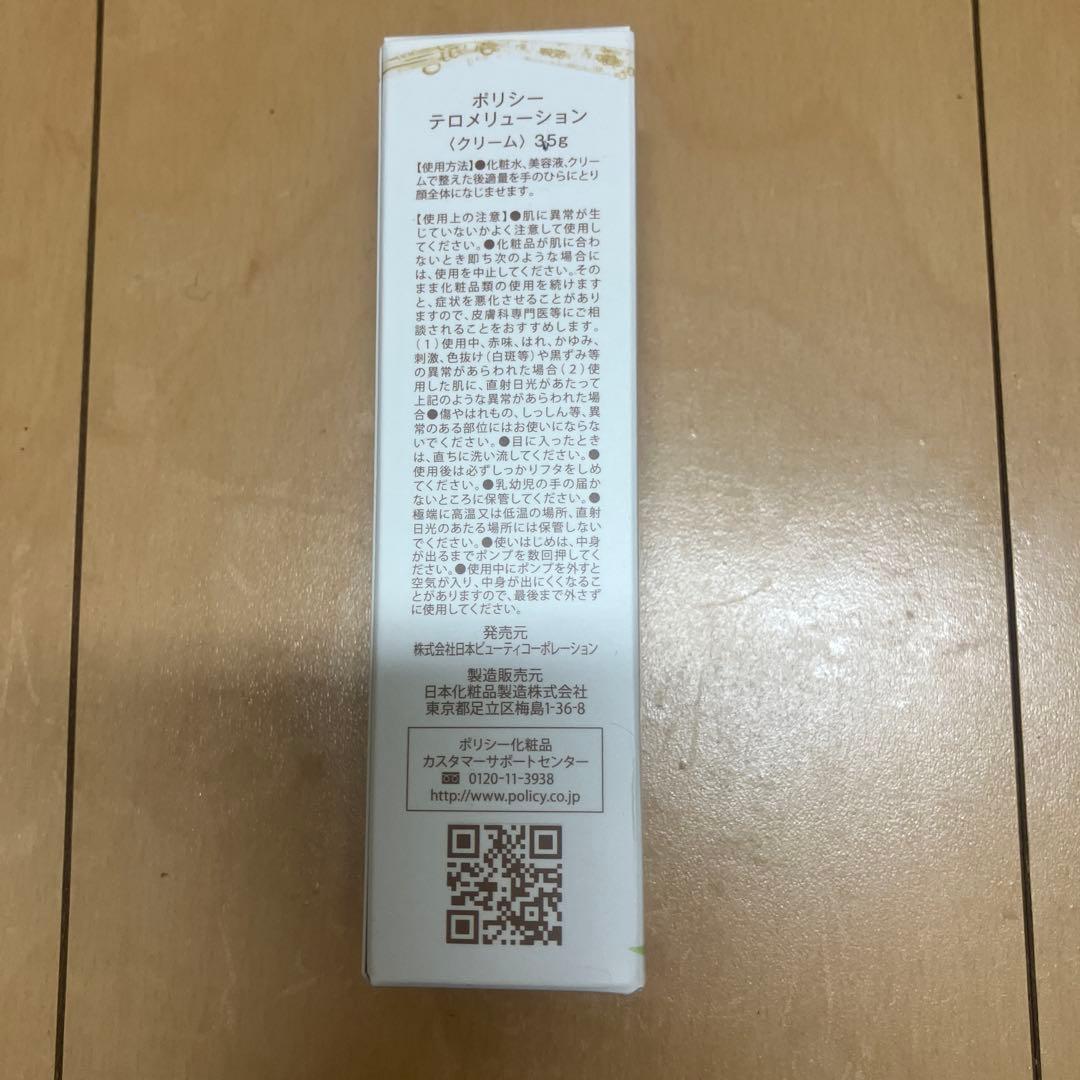 ポリシー
テロメリューション
〈クリーム〉35g
【使用方法】●化粧水、美容液、クリー
ムで整えた後適量を手のひらにとり
顔全体になじませます。
【使用上の注意】●肌に異常が生
じていないかよく注意して使用し
てください。●化粧品が肌に合わ
ないとき即ち次のような場合に
は、使用を中止してください。その
まま化粧品類の使用を続けます
と、症状を悪化させることがあり
ますので、皮膚科専門医等にご相
談されることをおすすめします。
(1)使用中、赤味、はれ、かゆみ、
刺激、色抜け(白斑等)や黒ずみ等
の異常があらわれた場合(2)使
用した肌に、直射日光があたって
上記のような異常があらわれた場
合●傷やはれもの、しっしん等、異
常のある部位にはお使いにならな
いでください。●目に入ったとき
は、直ちに洗い流してください。●
使用後は必ずしっかりフタをしめ
てください。●乳幼児の手の届か
ないところに保管してください。●
極端に高温又は低温の場所、直射
日光のあたる場所には保管しない
でください。●使いはじめは、中身
が出るまでポンプを数回押してく
ださい。●使用中にポンプを外すと
空気が入り、中身が出にくくなるこ
とがありますので、最後まで外さず
に使用してください。
発売元
株式会社日本ビューティコーポレーション
製造販売元
日本化粧品製造株式会社
東京都足立区梅島1-36-8
ポリシー化粧品
カスタマーサポートセンター
0120-11-3938
http://www.policy.co.jp